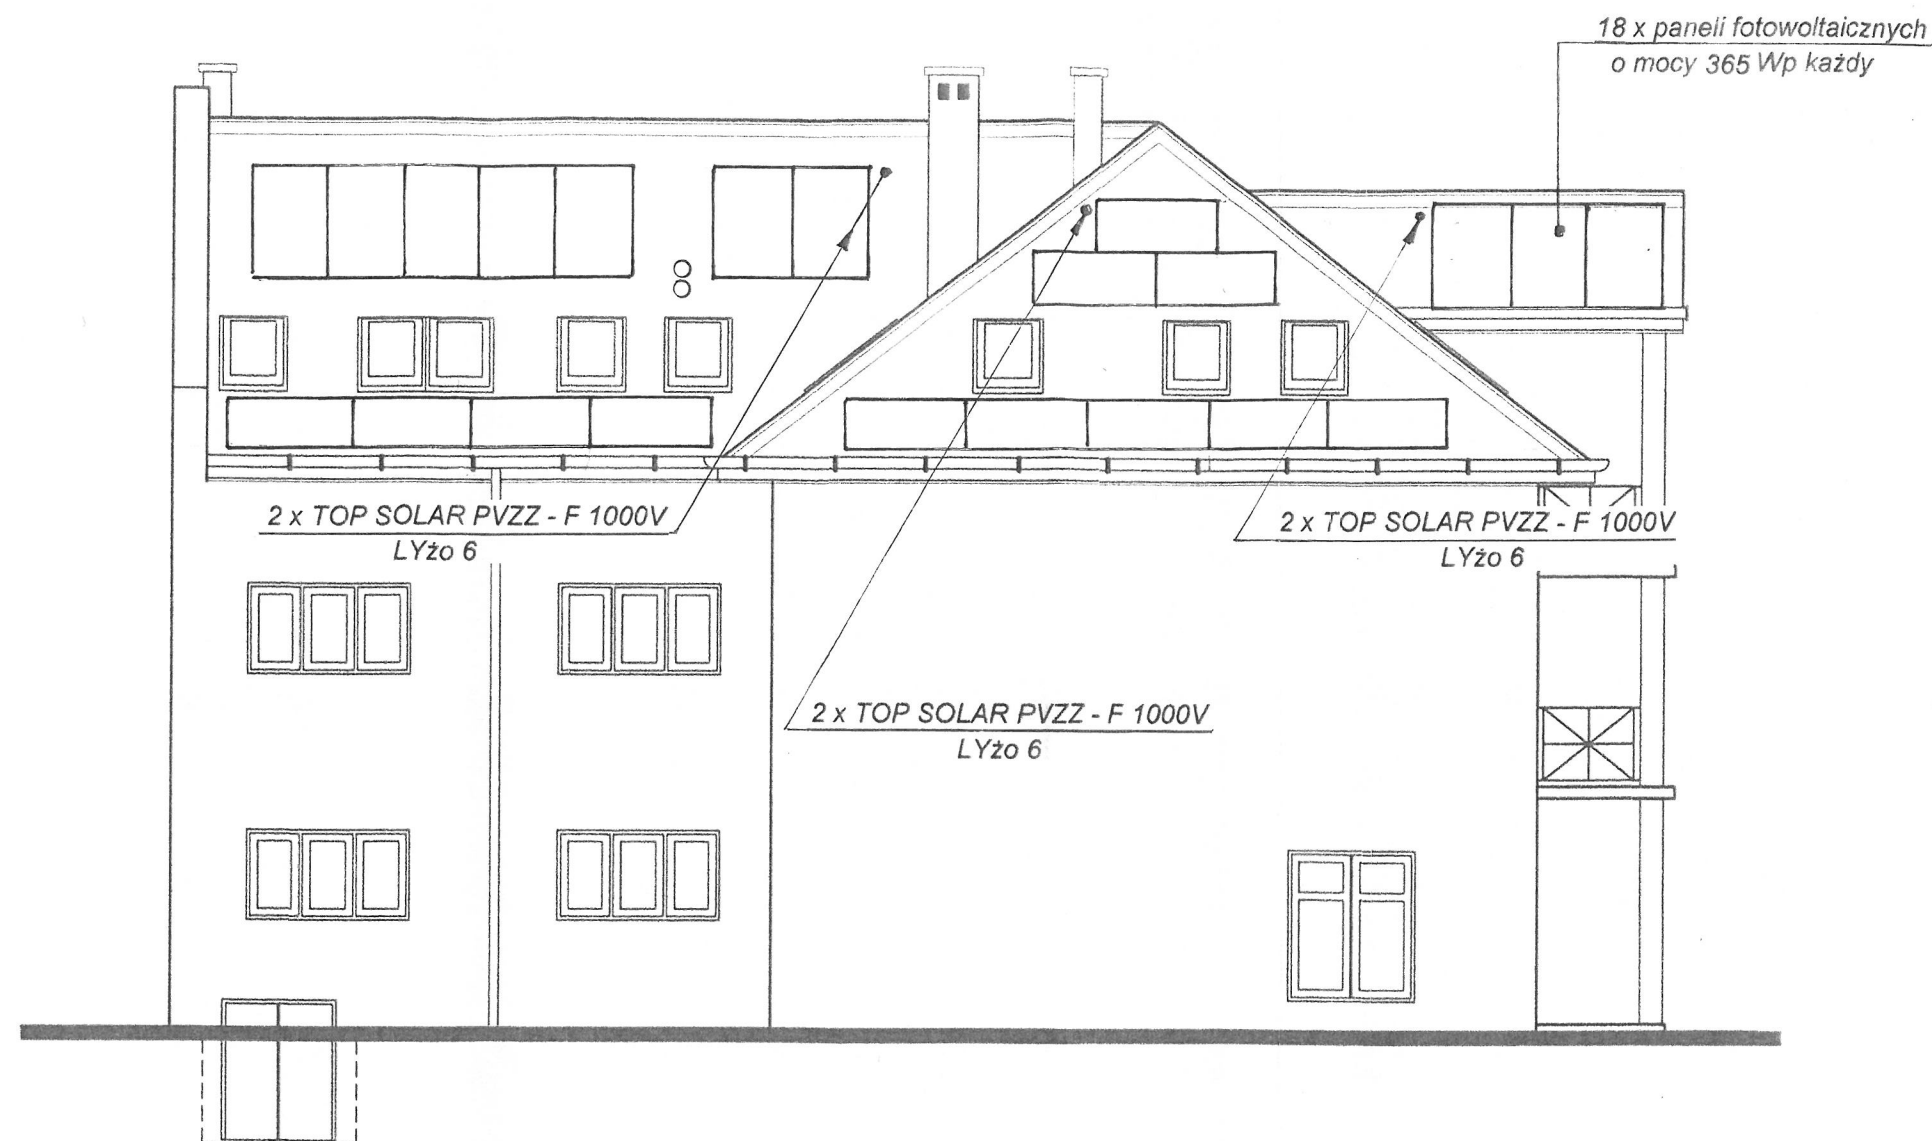 18 x paneli fotowoltaicznych
o mocy 365 Wp każdy
2 x TOP SOLAR PVZZ - F 1000V
LYżo 6
2 x TOP SOLAR PVZZ - F 1000V
LYżo 6
2 x TOP SOLAR PVZZ - F 1000V
LYżo 6